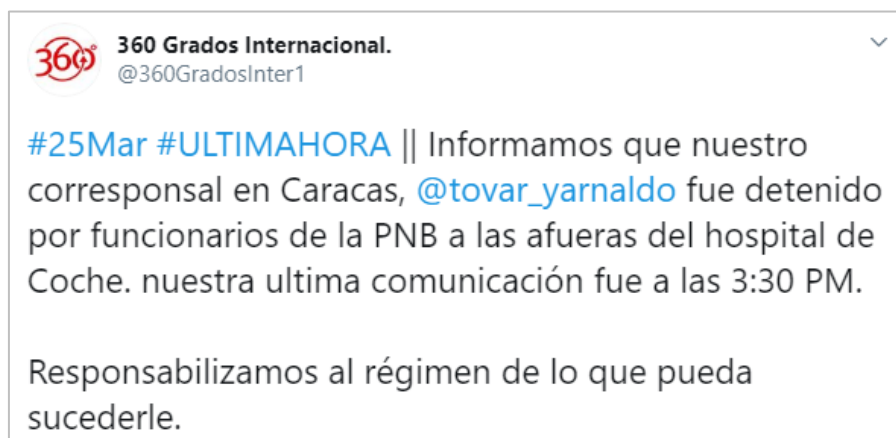 360°
360 Grados Internacional.
@360GradosInter1
#25Mar #ULTIMAHORA || Informamos que nuestro
corresponsal en Caracas, @tovar_yarnaldo fue detenido
por funcionarios de la PNB a las afueras del hospital de
Coche. nuestra ultima comunicación fue a las 3:30 PM.
Responsabilizamos al régimen de lo que pueda
sucederle.